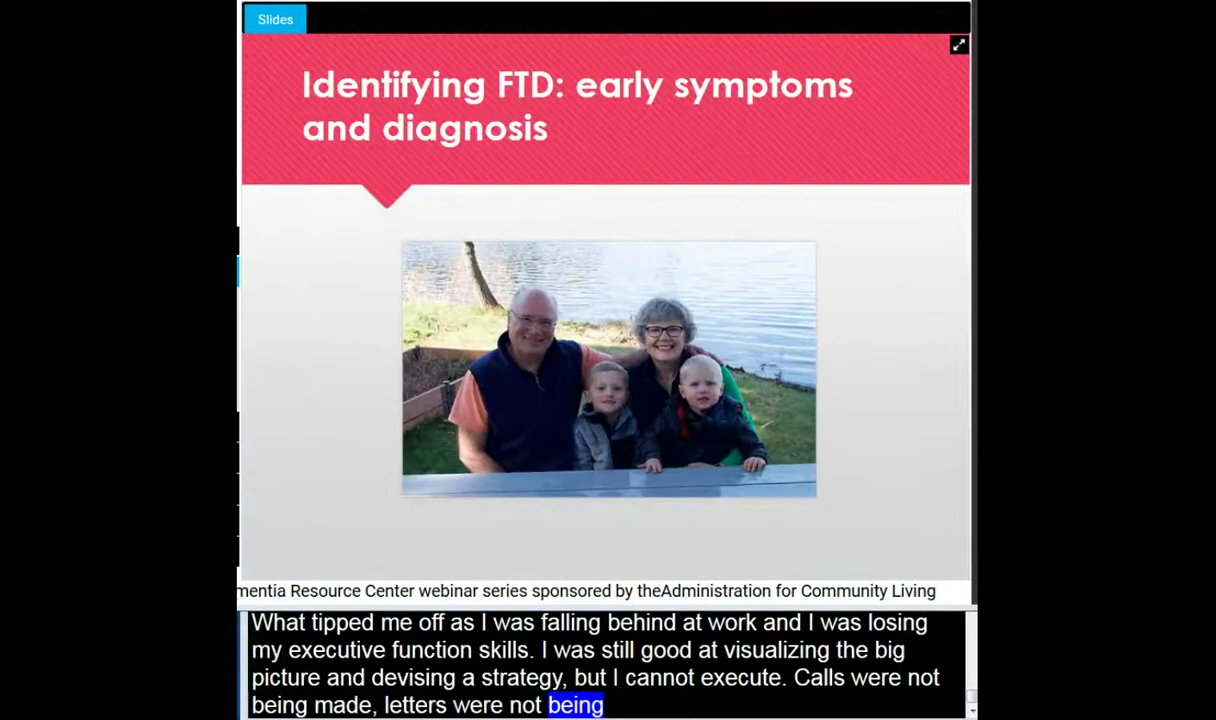 Slides
Identifying FTD: early symptoms
and diagnosis
mentia Resource Center webinar series sponsored by theAdministration for Community Living
What tipped me off as I was falling behind at work and I was losing
my executive function skills. I was still good at visualizing the big
picture and devising a strategy, but I cannot execute. Calls were not
being made, letters were not being